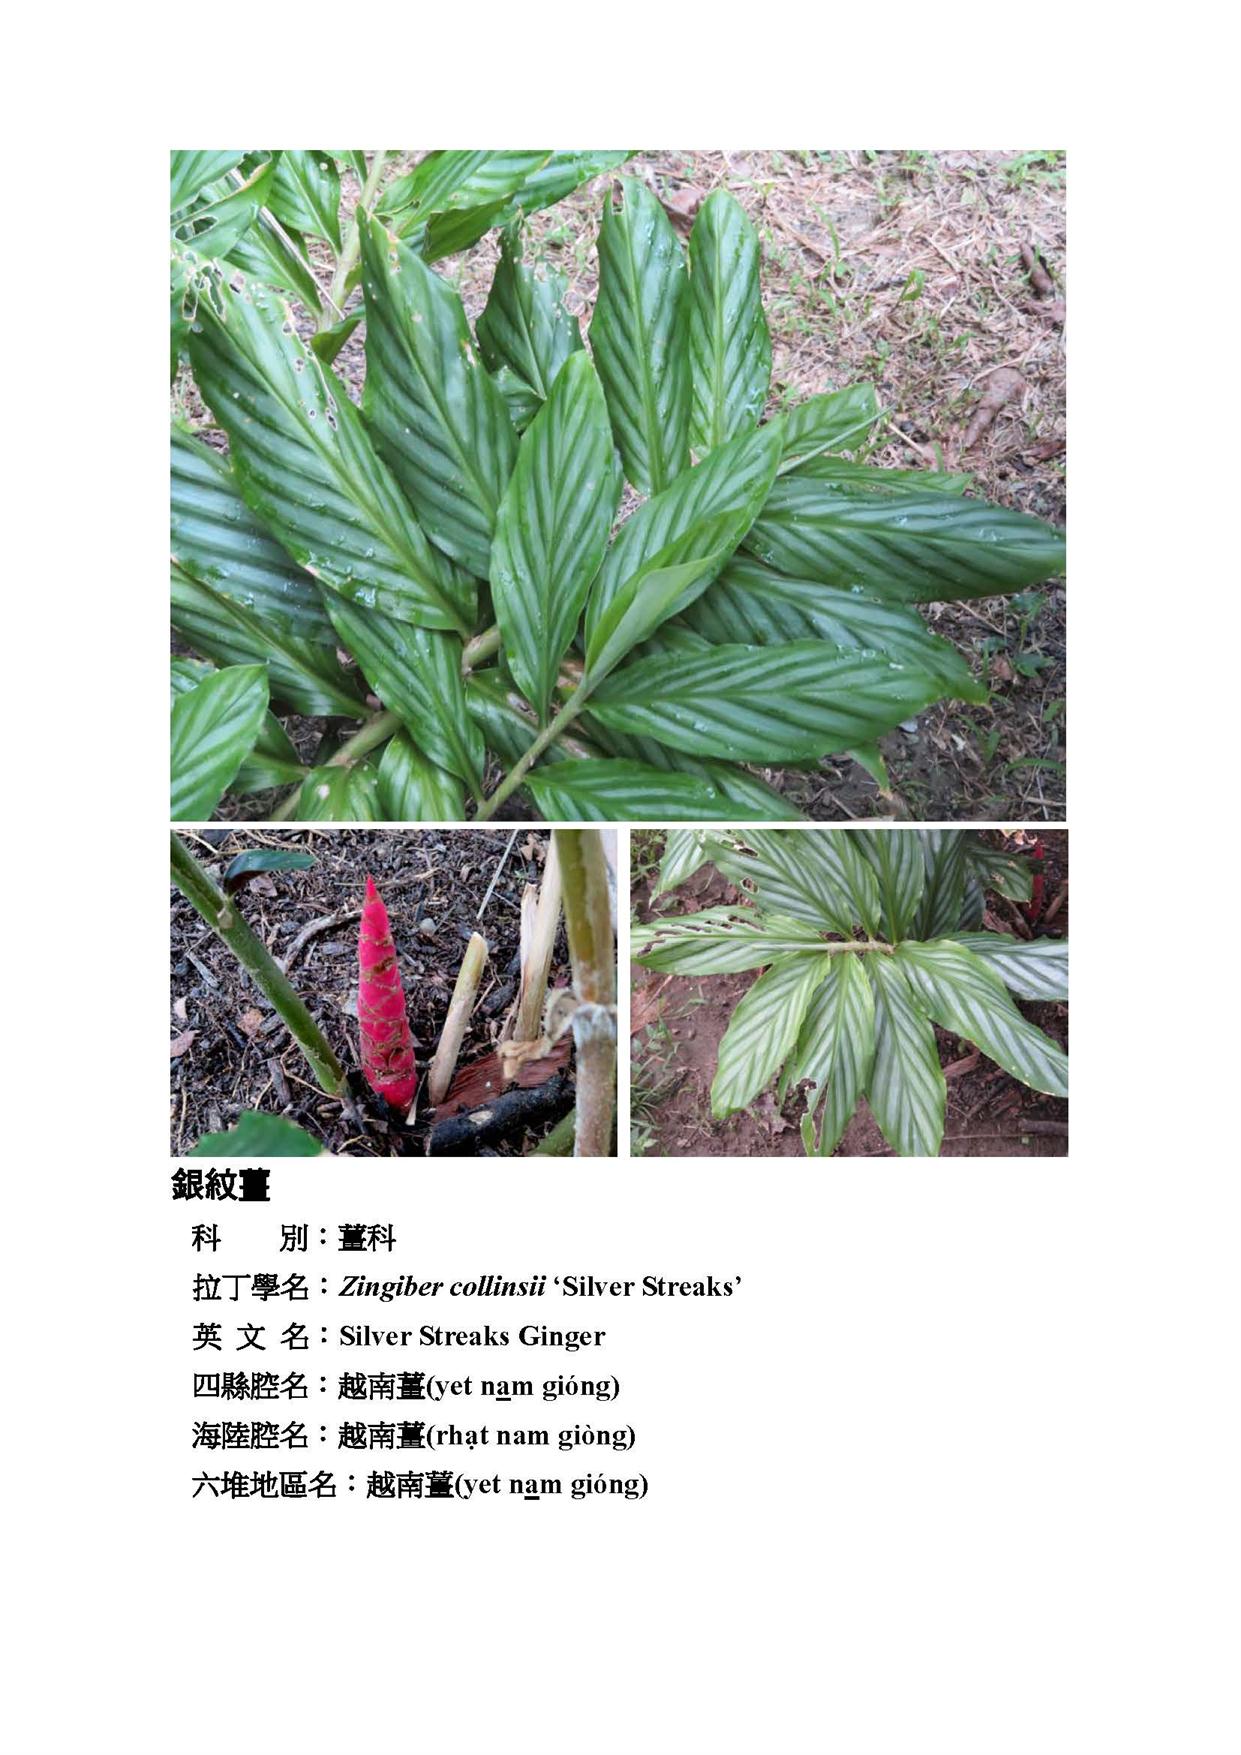 銀紋薑
科　　別：薑科
拉丁學名：Zingiber collinsii ‘Silver Streaks’
英 文 名：Silver Streaks Ginger
四縣腔名：越南薑(yet na̲m gióng)
海陸腔名：越南薑(rhạt nam giòng)
六堆地區名：越南薑(yet na̲m gióng)